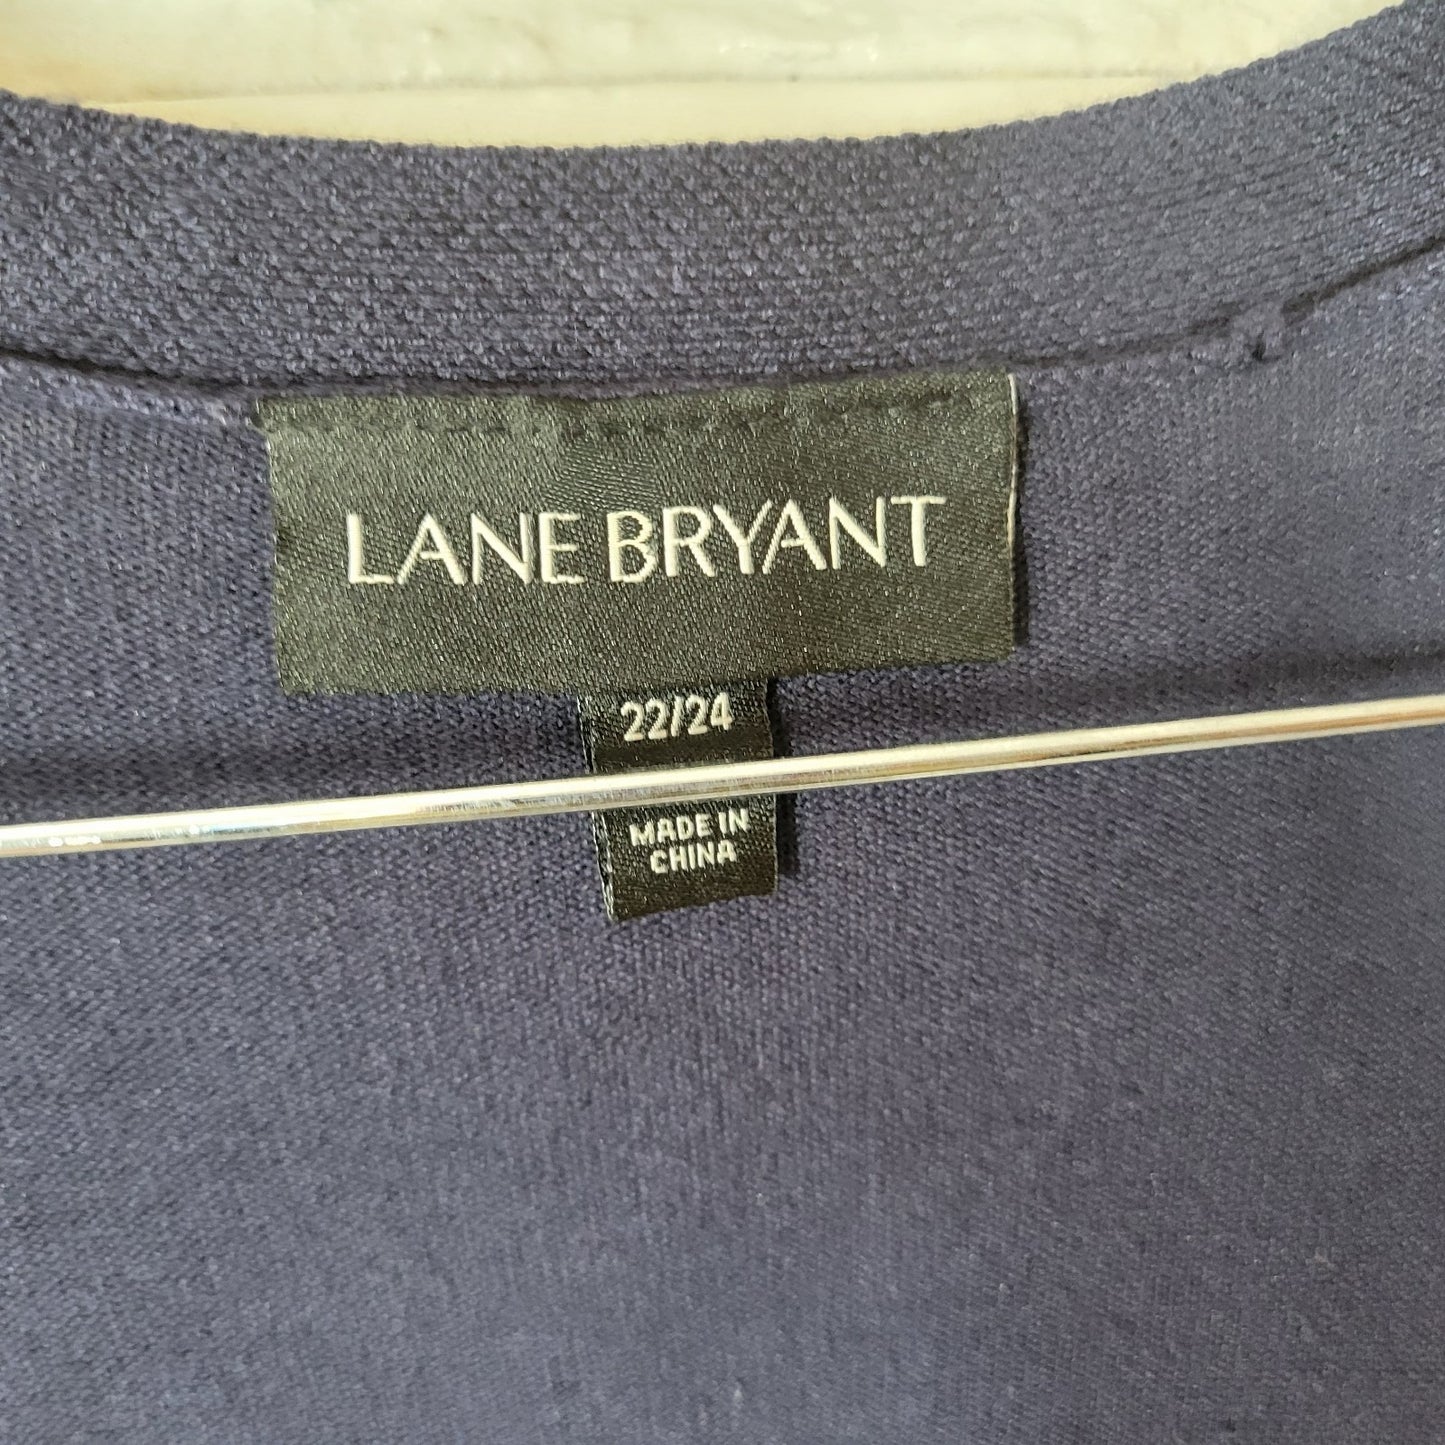 LANE BRYANT
22/24
MADE IN
CHINA